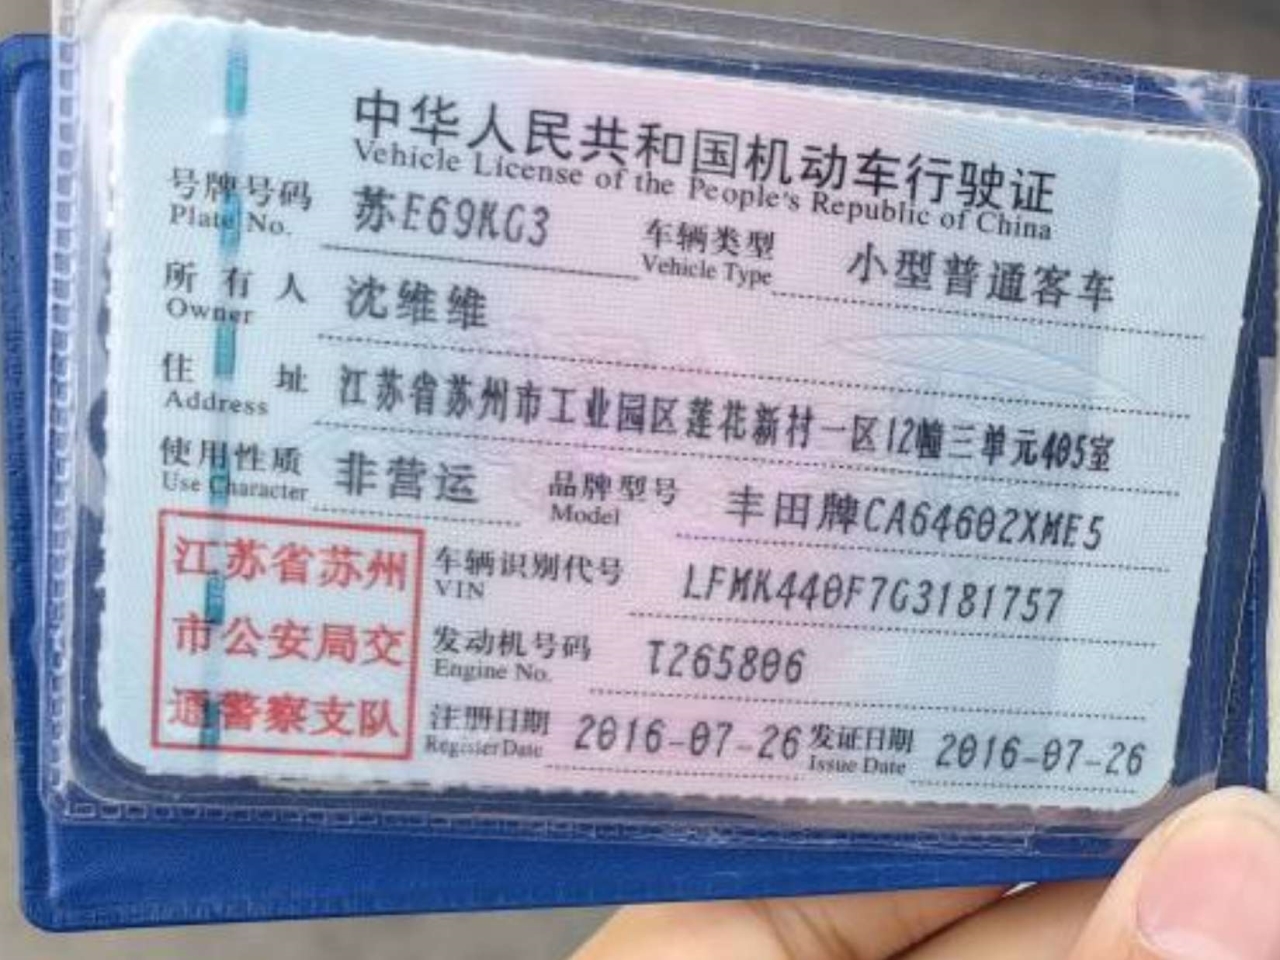 中华人民共和国机动车行驶证
Vehicle License of the People's Republic of China
号牌号码 苏E69KG3 车辆类型 小型普通客车
Plate No. Vehicle Type
所有人 沈维维
Owner
住址 江苏省苏州市工业园区莲花新村一区12幢三单元405室
Address
使用性质 非营运 品牌型号 丰田牌CA64602XME5
Use Character Model
江苏省苏州
市公安局交
通警察支队
车辆识别代号 LFMK440F7G3181757
VIN
发动机号码 T265806
Engine No.
注册日期 2016-07-26 发证日期 2016-07-26
Register Date Issue Date